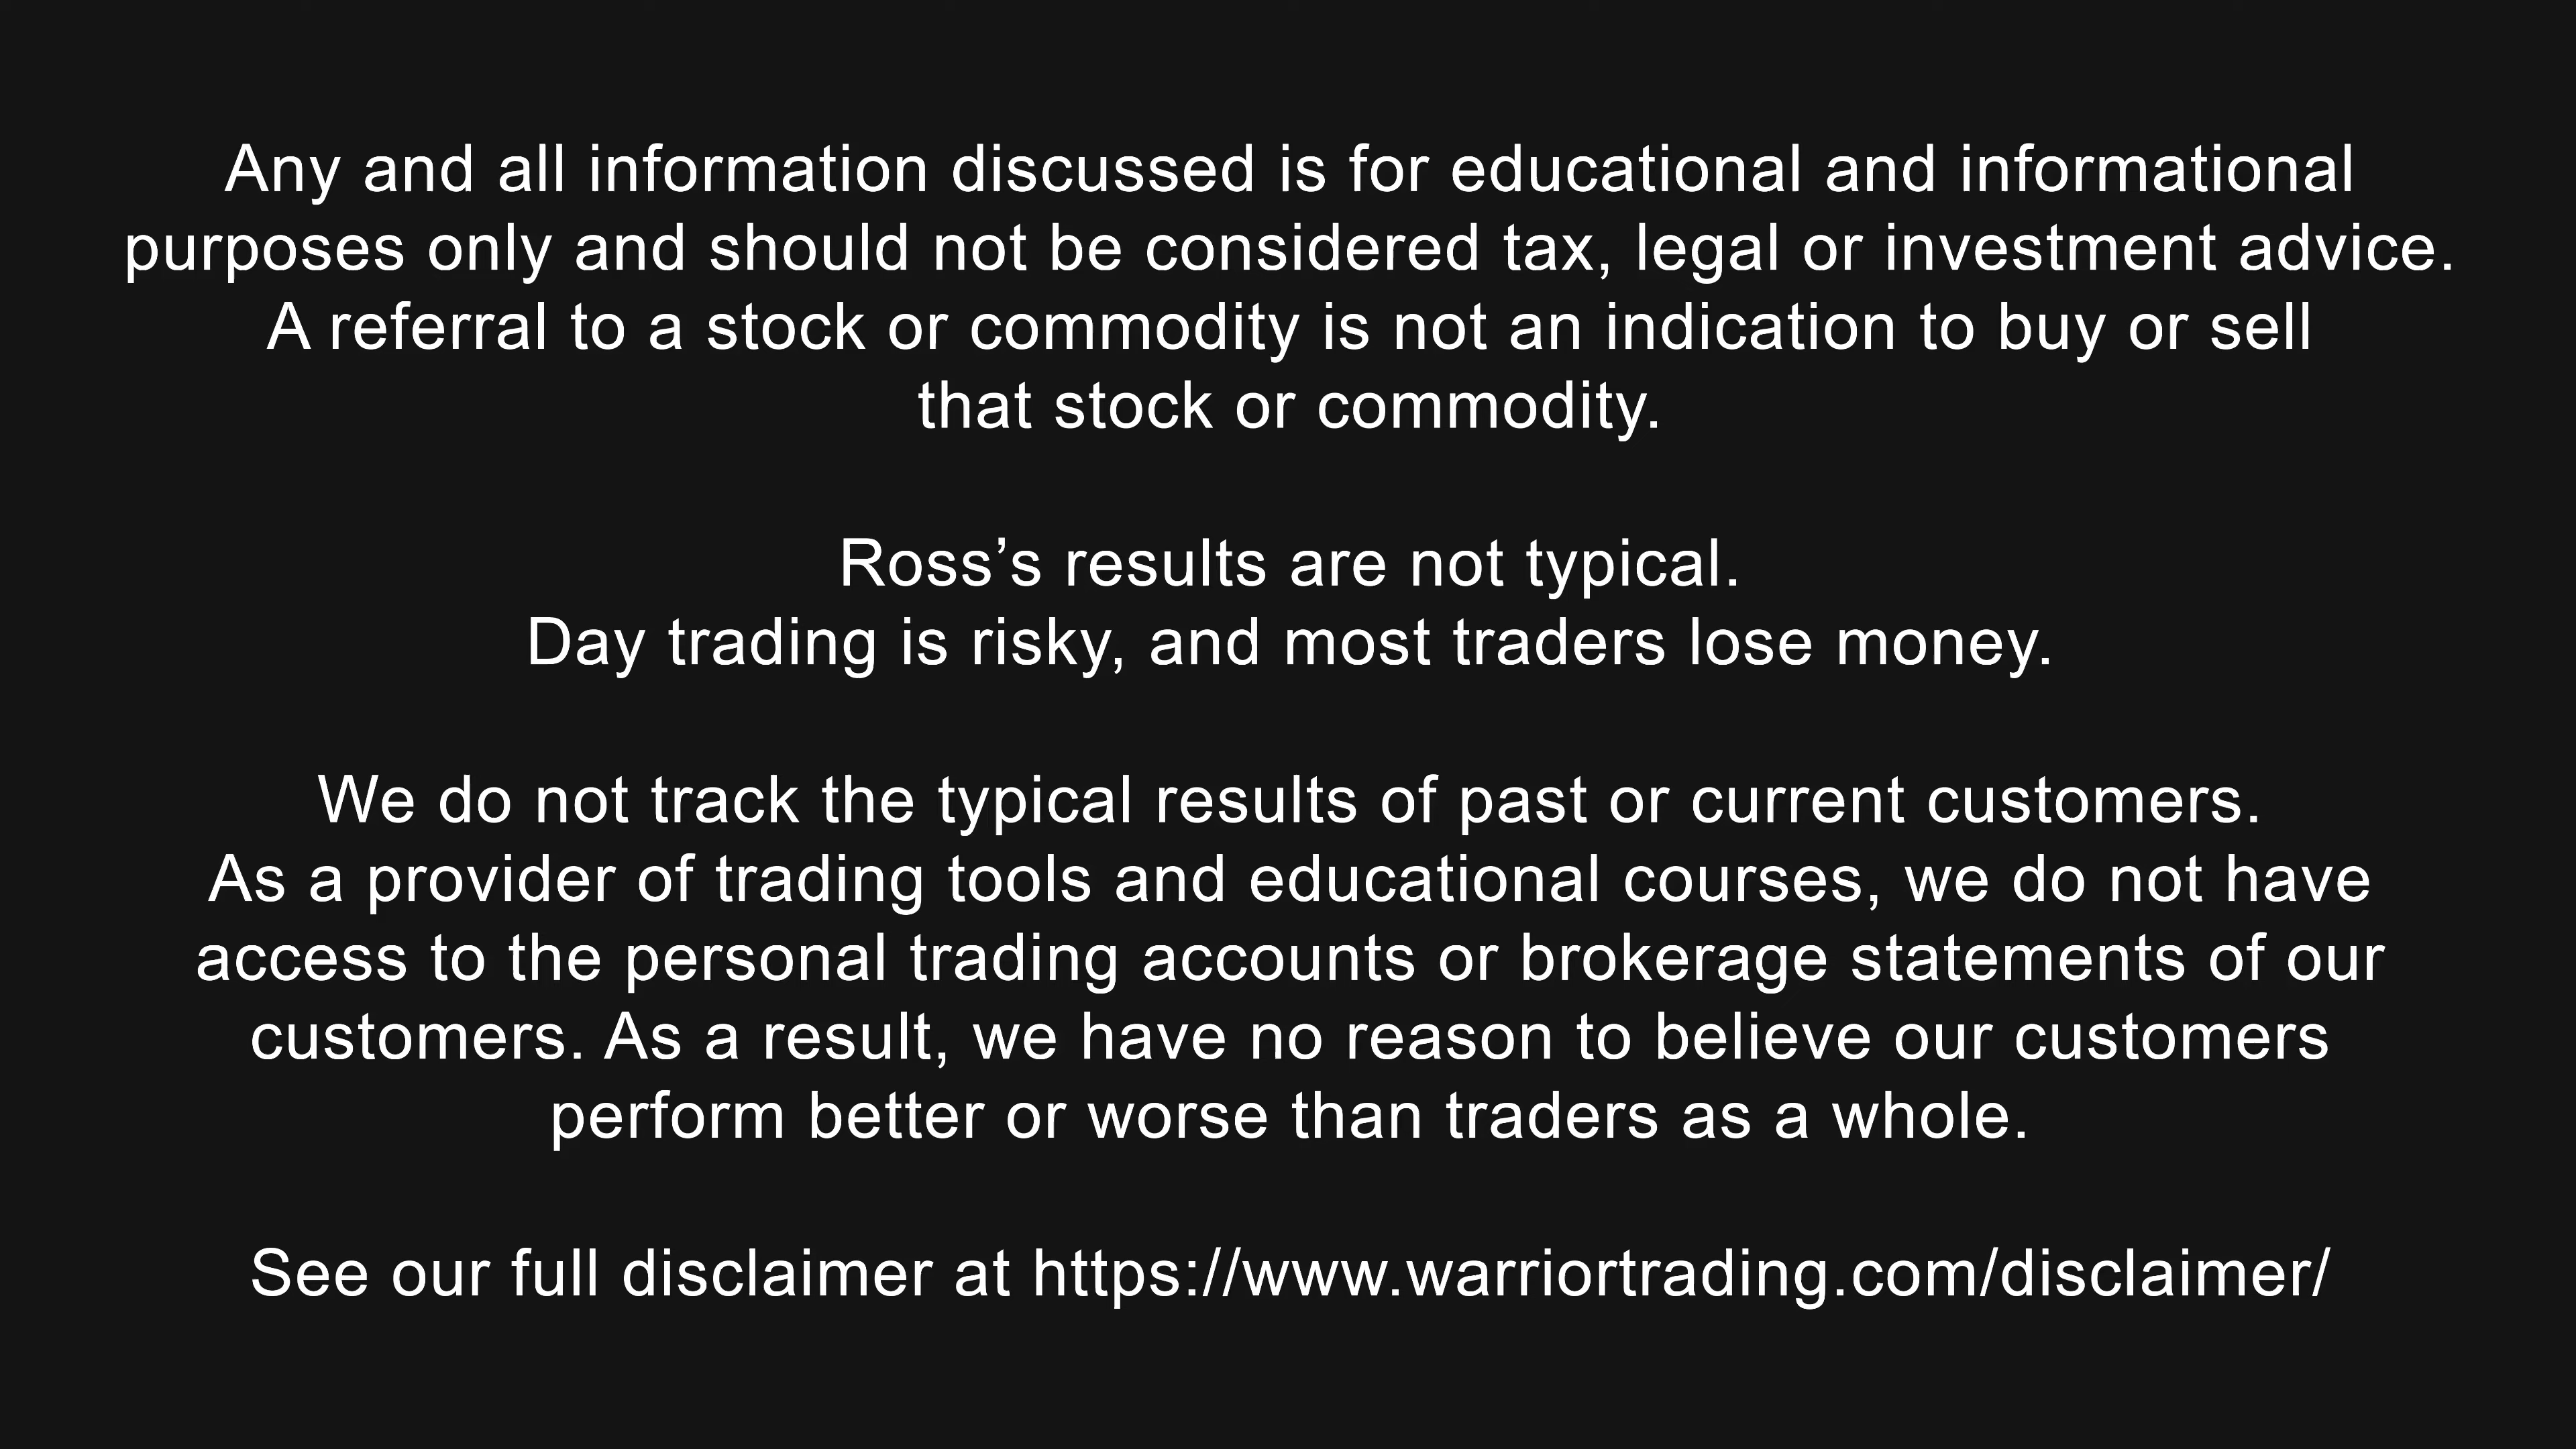 Any and all information discussed is for educational and informational
purposes only and should not be considered tax, legal or investment advice.
A referral to a stock or commodity is not an indication to buy or sell
that stock or commodity.
Ross’s results are not typical.
Day trading is risky, and most traders lose money.
We do not track the typical results of past or current customers.
As a provider of trading tools and educational courses, we do not have
access to the personal trading accounts or brokerage statements of our
customers. As a result, we have no reason to believe our customers
perform better or worse than traders as a whole.
See our full disclaimer at https://www.warriortrading.com/disclaimer/